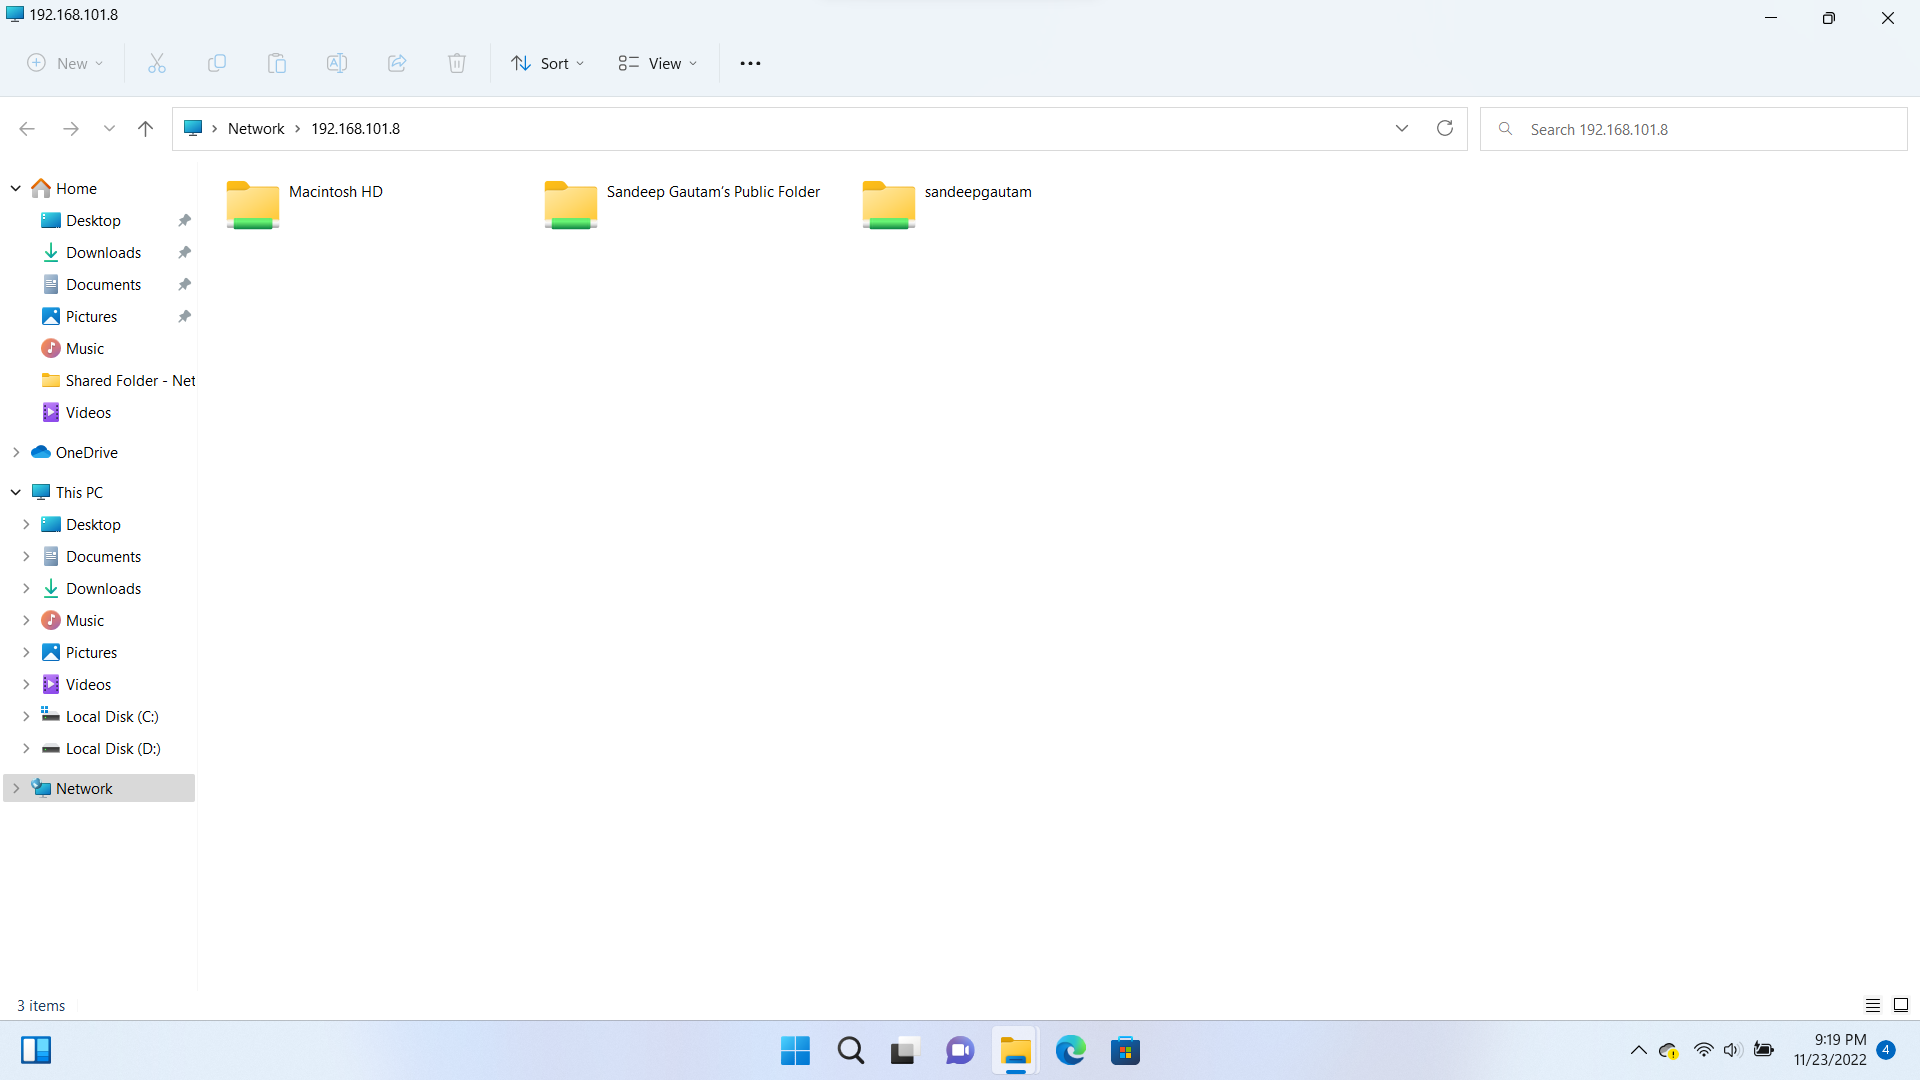 192.168.101.8
New
Sort
View
Network
192.168.101.8
Search 192.168.101.8
Home
Desktop
Downloads
Documents
Pictures
Music
Shared Folder - Net
Videos
OneDrive
This PC
Desktop
Documents
Downloads
Music
Pictures
Videos
Local Disk (C:)
Local Disk (D:)
Network
Macintosh HD
Sandeep Gautam’s Public Folder
sandeepgautam
3 items
9:19 PM
11/23/2022
4